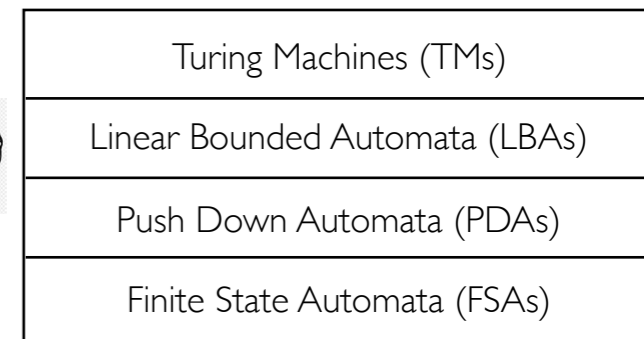 Turing Machines (TMs)
Linear Bounded Automata (LBAs)
Push Down Automata (PDAs)
Finite State Automata (FSAs)